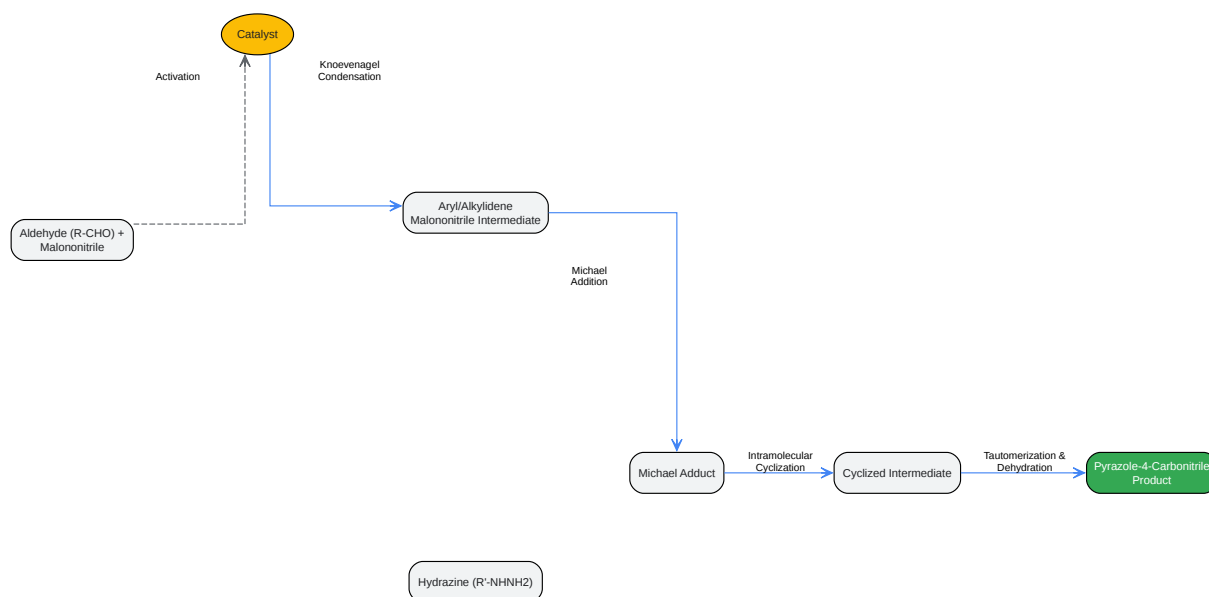 Catalyst
Activation
Knoevenagel
Condensation
Aryl/Alkylidene
Malononitrile Intermediate
Aldehyde (R-CHO) +
Malononitrile
Michael
Addition
Michael Adduct
Intramolecular
Cyclization
Cyclized Intermediate
Tautomerization &
Dehydration
Pyrazole-4-Carbonitrile
Product
Hydrazine (R'-NHNH2)